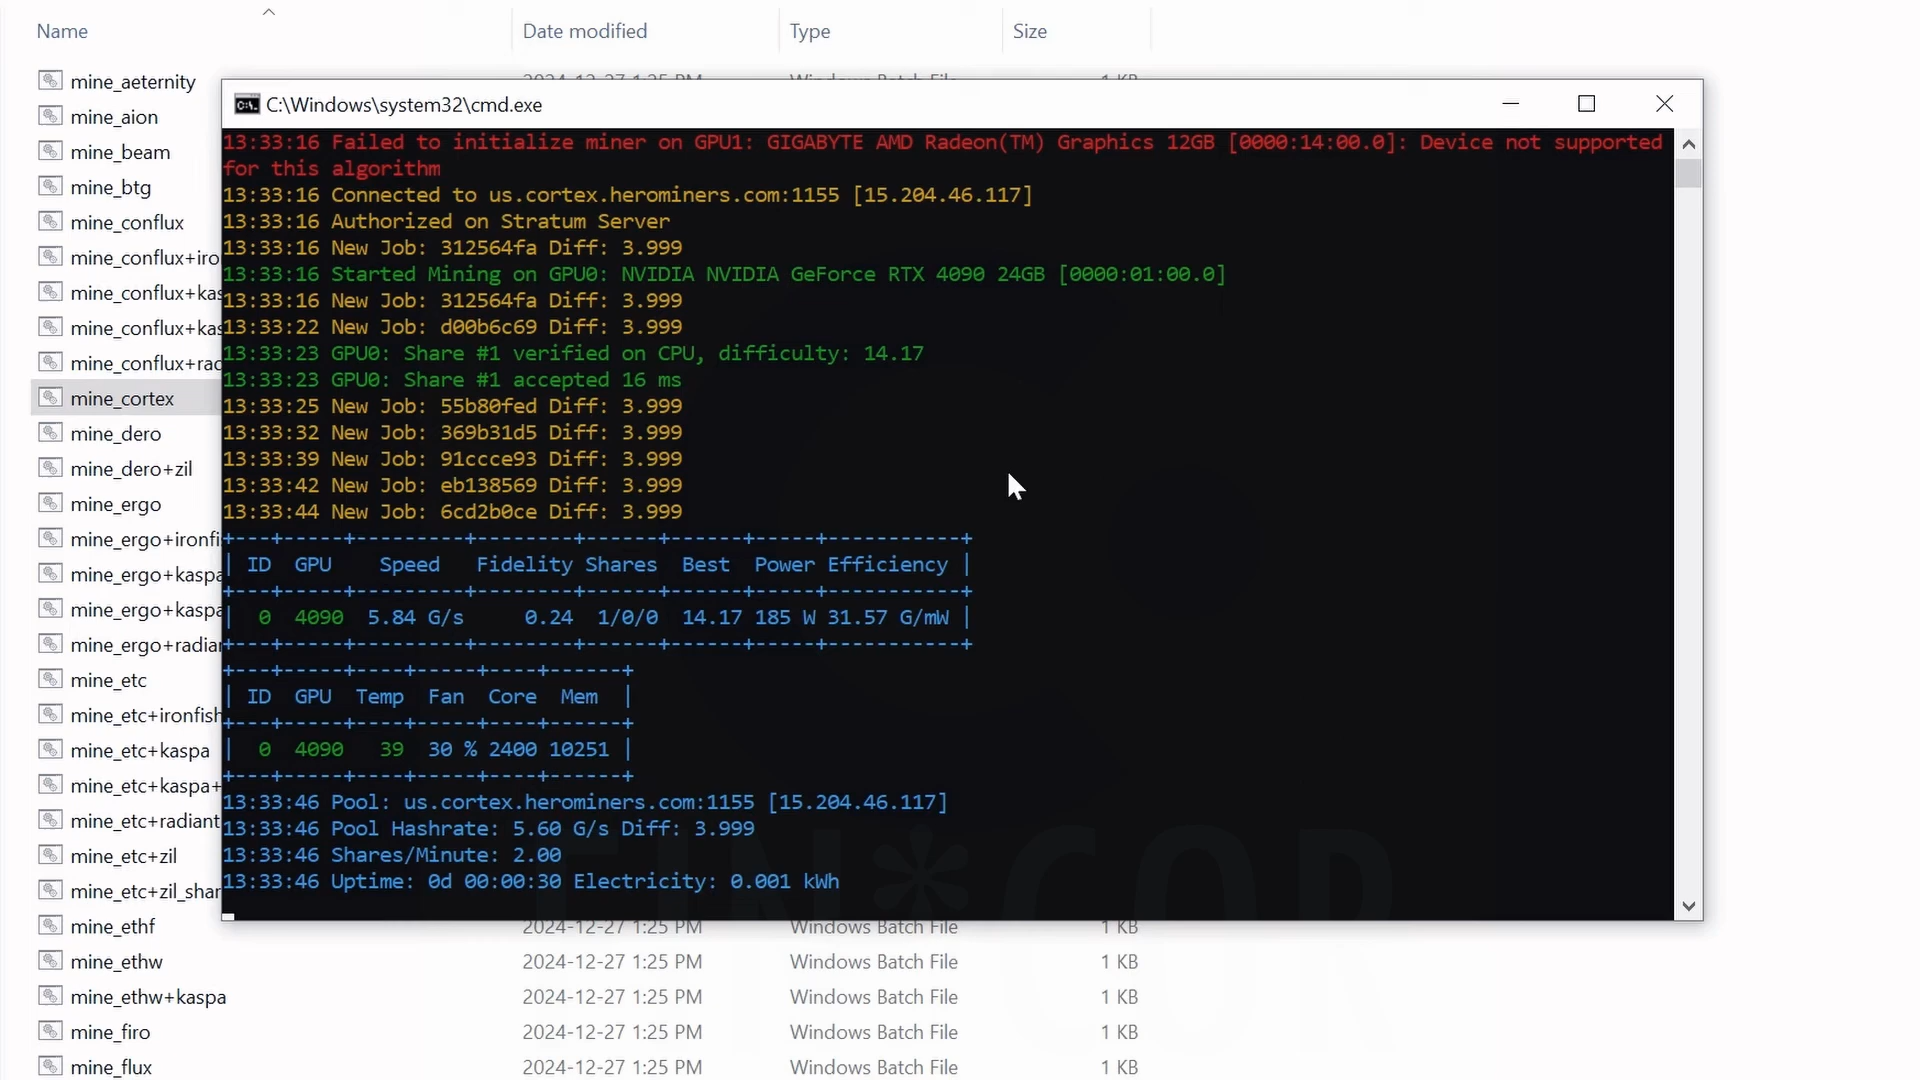 Name Date modified Type Size
mine_aeternity 2024-12-27 1:25 PM Windows Batch File 1 KB
mine_aion
mine_beam
mine_btg
mine_conflux
mine_conflux+iro
mine_conflux+kas
mine_conflux+kas
mine_conflux+rad
mine_cortex
mine_dero
mine_dero+zil
mine_ergo
mine_ergo+ironfi
mine_ergo+kaspa
mine_ergo+kaspa
mine_ergo+radian
mine_etc
mine_etc+ironfish
mine_etc+kaspa
mine_etc+kaspa+
mine_etc+radiant
mine_etc+zil
mine_etc+zil_shar
C:\Windows\system32\cmd.exe
13:33:16 Failed to initialize miner on GPU1: GIGABYTE AMD Radeon(TM) Graphics 12GB [0000:14:00.0]: Device not supported
for this algorithm
13:33:16 Connected to us.cortex.herominers.com:1155 [15.204.46.117]
13:33:16 Authorized on Stratum Server
13:33:16 New Job: 312564fa Diff: 3.999
13:33:16 Started Mining on GPU0: NVIDIA NVIDIA GeForce RTX 4090 24GB [0000:01:00.0]
13:33:16 New Job: 312564fa Diff: 3.999
13:33:22 New Job: d00b6c69 Diff: 3.999
13:33:23 GPU0: Share #1 verified on CPU, difficulty: 14.17
13:33:23 GPU0: Share #1 accepted 16 ms
13:33:25 New Job: 55b80fed Diff: 3.999
13:33:32 New Job: 369b31d5 Diff: 3.999
13:33:39 New Job: 91ccce93 Diff: 3.999
13:33:42 New Job: eb138569 Diff: 3.999
13:33:44 New Job: 6cd2b0ce Diff: 3.999
+---+-----+---------+--------+------+------+-----+-----------+
| ID GPU Speed Fidelity Shares Best Power Efficiency |
+---+-----+---------+--------+------+------+-----+-----------+
| 0 4090 5.84 G/s 0.24 1/0/0 14.17 185 W 31.57 G/mW |
+---+-----+---------+--------+------+------+-----+-----------+
+---+-----+----+-----+----+------+
| ID GPU Temp Fan Core Mem |
+---+-----+----+-----+----+------+
| 0 4090 39 30 % 2400 10251 |
+---+-----+----+-----+----+------+
13:33:46 Pool: us.cortex.herominers.com:1155 [15.204.46.117]
13:33:46 Pool Hashrate: 5.60 G/s Diff: 3.999
13:33:46 Shares/Minute: 2.00
13:33:46 Uptime: 0d 00:00:30 Electricity: 0.001 kWh
mine_ethf 2024-12-27 1:25 PM Windows Batch File 1 KB
mine_ethw 2024-12-27 1:25 PM Windows Batch File 1 KB
mine_ethw+kaspa 2024-12-27 1:25 PM Windows Batch File 1 KB
mine_firo 2024-12-27 1:25 PM Windows Batch File 1 KB
mine_flux 2024-12-27 1:25 PM Windows Batch File 1 KB